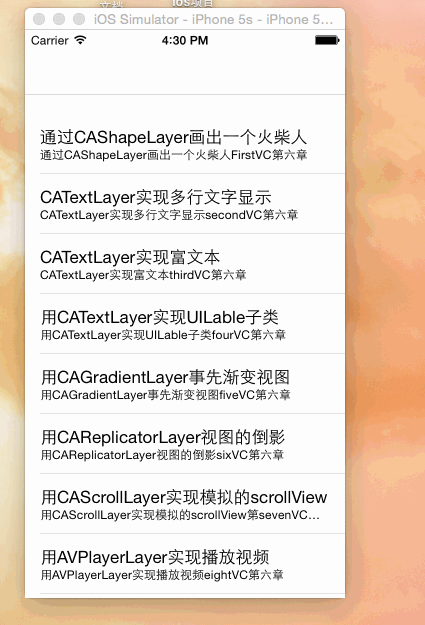 iOS Simulator - iPhone 5s - iPhone 5...
Carrier 4:30 PM
通过CAShapeLayer画出一个火柴人
通过CAShapeLayer画出一个火柴人FirstVC第六章
CATextLayer实现多行文字显示
CATextLayer实现多行文字显示secondVC第六章
CATextLayer实现富文本
CATextLayer实现富文本thirdVC第六章
用CATextLayer实现UILable子类
用CATextLayer实现UILable子类fourVC第六章
用CAGradientLayer事先渐变视图
用CAGradientLayer事先渐变视图fiveVC第六章
用CAReplicatorLayer视图的倒影
用CAReplicatorLayer视图的倒影sixVC第六章
用CAScrollLayer实现模拟的scrollView
用CAScrollLayer实现模拟的scrollView第sevenVC...
用AVPlayerLayer实现播放视频
用AVPlayerLayer实现播放视频eightVC第六章